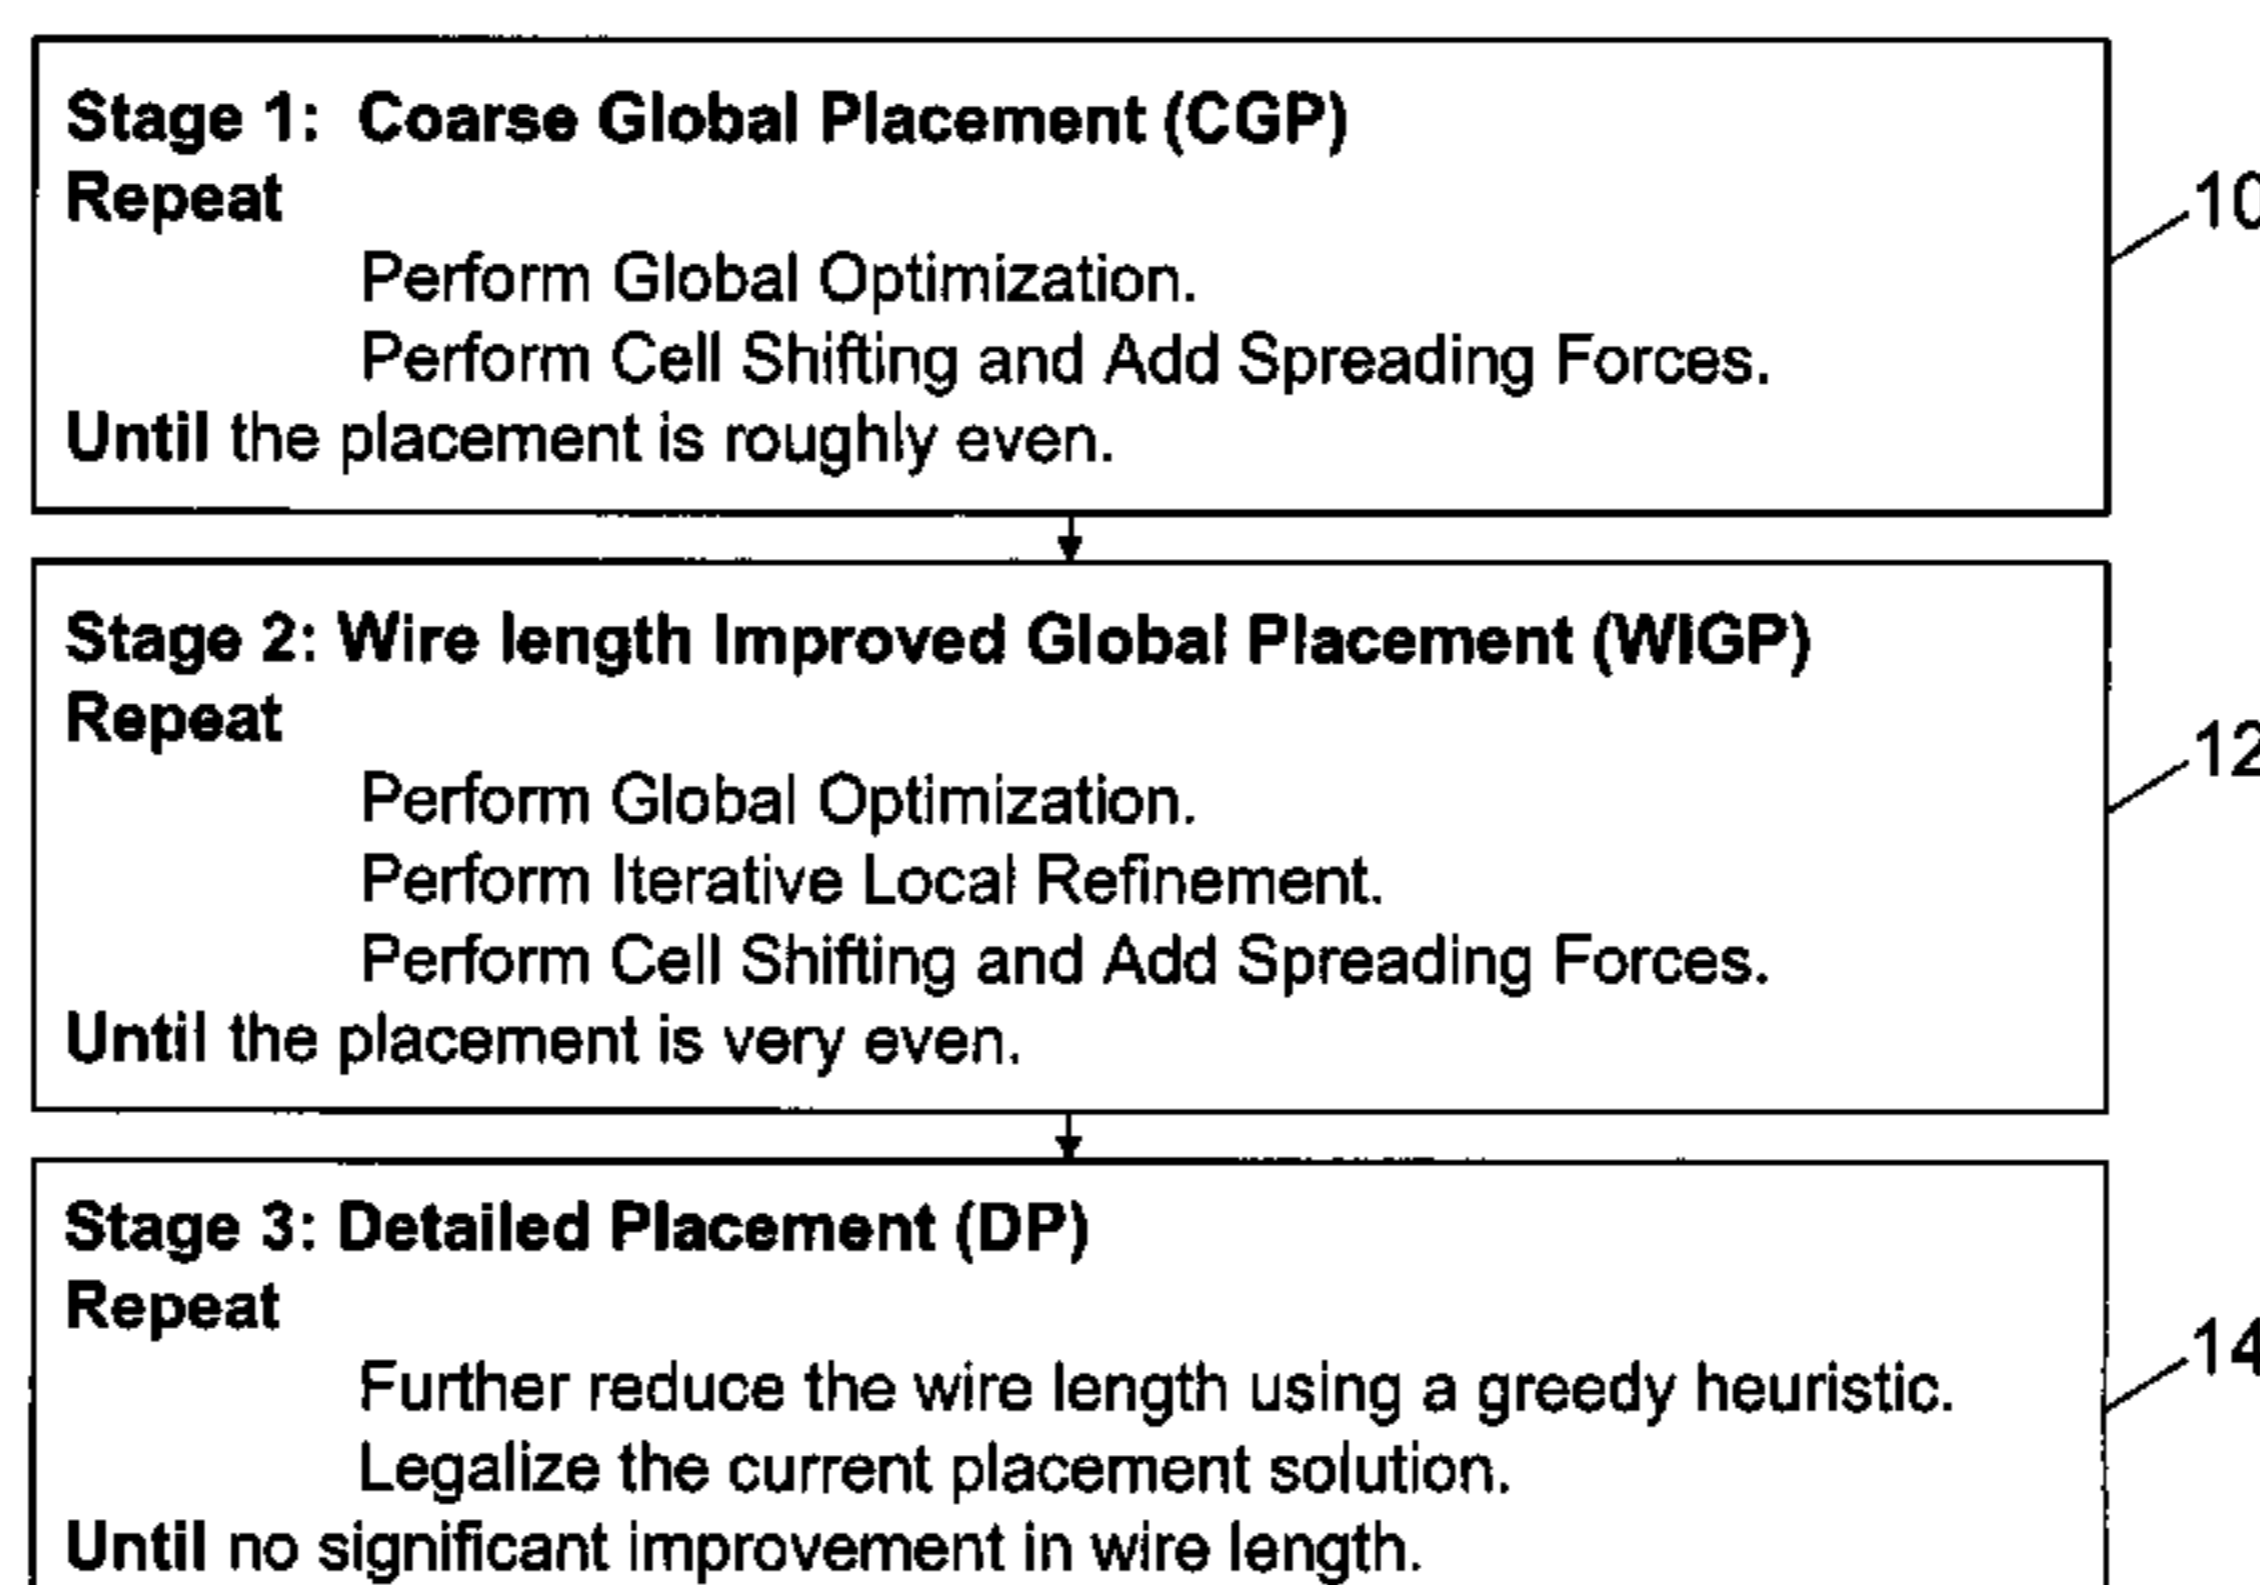 Stage 1: Coarse Global Placement (CGP)
Repeat
10
Perform Global Optimization.
Perform Cell Shifting and Add Spreading Forces.
Until the placement is roughly even.
Stage 2: Wire length Improved Global Placement (WIGP)
Repeat
12
Perform Global Optimization.
Perform Iterative Local Refinement.
Perform Cell Shifting and Add Spreading Forces.
Until the placement is very even.
Stage 3: Detailed Placement (DP)
Repeat
14
Further reduce the wire length using a greedy heuristic.
Legalize the current placement solution.
Until no significant improvement in wire length.